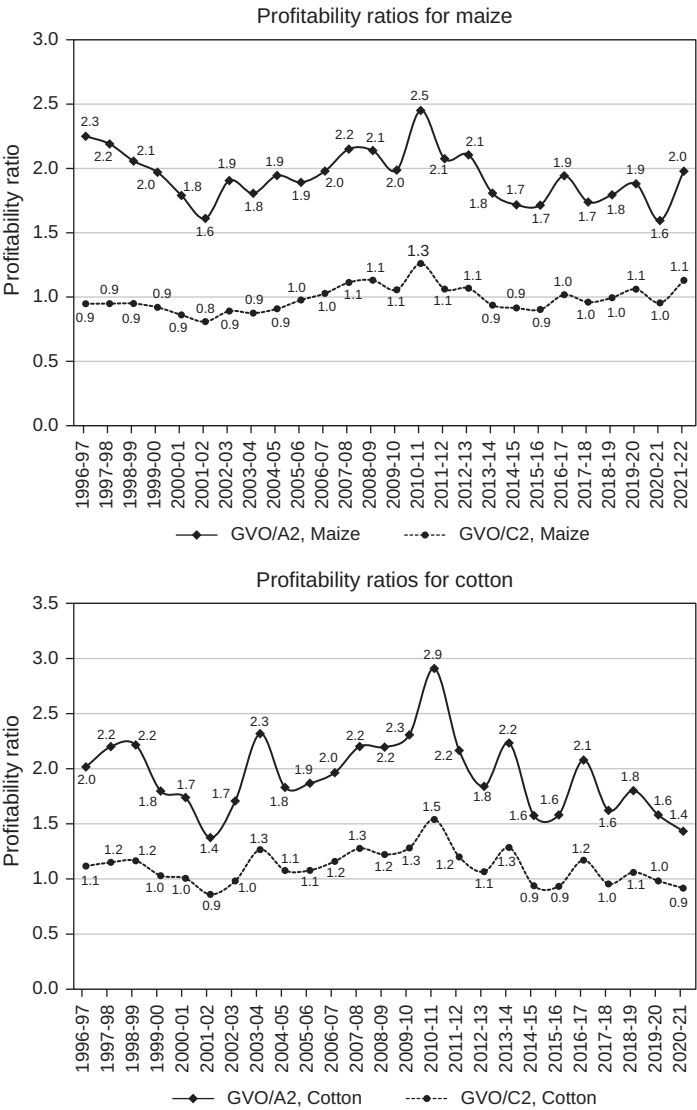 Profitability ratios for maize
Profitability ratio
3.0
2.5
2.0
1.5
1.0
0.5
0.0
2.3 2.2 2.1 2.0 1.8 1.6 1.9 1.8 1.9 1.9 2.0 2.2 2.1 2.0 2.5 2.1 2.1 1.8 1.7 1.7 1.9 1.7 1.8 1.9 1.6 2.0
0.9 0.9 0.9 0.9 0.9 0.8 0.9 0.9 0.9 1.0 1.0 1.1 1.1 1.1 1.3 1.1 1.1 0.9 0.9 0.9 1.0 1.0 1.0 1.1 1.0 1.1
1996-97 1997-98 1998-99 1999-00 2000-01 2001-02 2002-03 2003-04 2004-05 2005-06 2006-07 2007-08 2008-09 2009-10 2010-11 2011-12 2012-13 2013-14 2014-15 2015-16 2016-17 2017-18 2018-19 2019-20 2020-21 2021-22
GVO/A2, Maize GVO/C2, Maize
Profitability ratios for cotton
Profitability ratio
3.5
3.0
2.5
2.0
1.5
1.0
0.5
0.0
2.0 2.2 2.2 1.8 1.7 1.4 1.7 2.3 1.8 1.9 2.0 2.2 2.2 2.3 2.9 2.2 1.8 2.2 1.6 1.6 2.1 1.6 1.8 1.6 1.4
1.1 1.2 1.2 1.0 1.0 0.9 1.0 1.3 1.1 1.1 1.2 1.3 1.2 1.3 1.5 1.2 1.1 1.3 0.9 0.9 1.2 1.0 1.1 1.0 0.9
1996-97 1997-98 1998-99 1999-00 2000-01 2001-02 2002-03 2003-04 2004-05 2005-06 2006-07 2007-08 2008-09 2009-10 2010-11 2011-12 2012-13 2013-14 2014-15 2015-16 2016-17 2017-18 2018-19 2019-20 2020-21
GVO/A2, Cotton GVO/C2, Cotton